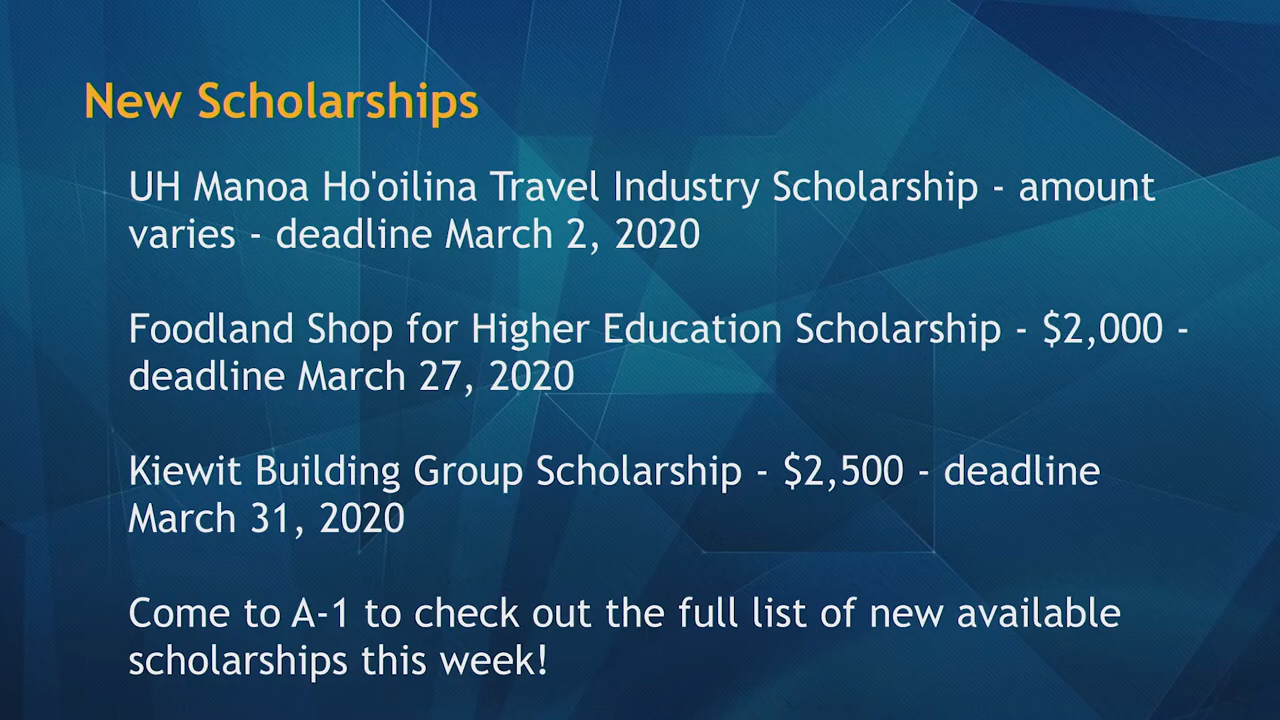 New Scholarships
UH Manoa Ho'oilina Travel Industry Scholarship - amount
varies - deadline March 2, 2020
Foodland Shop for Higher Education Scholarship - $2,000 -
deadline March 27, 2020
Kiewit Building Group Scholarship - $2,500 - deadline
March 31, 2020
Come to A-1 to check out the full list of new available
scholarships this week!